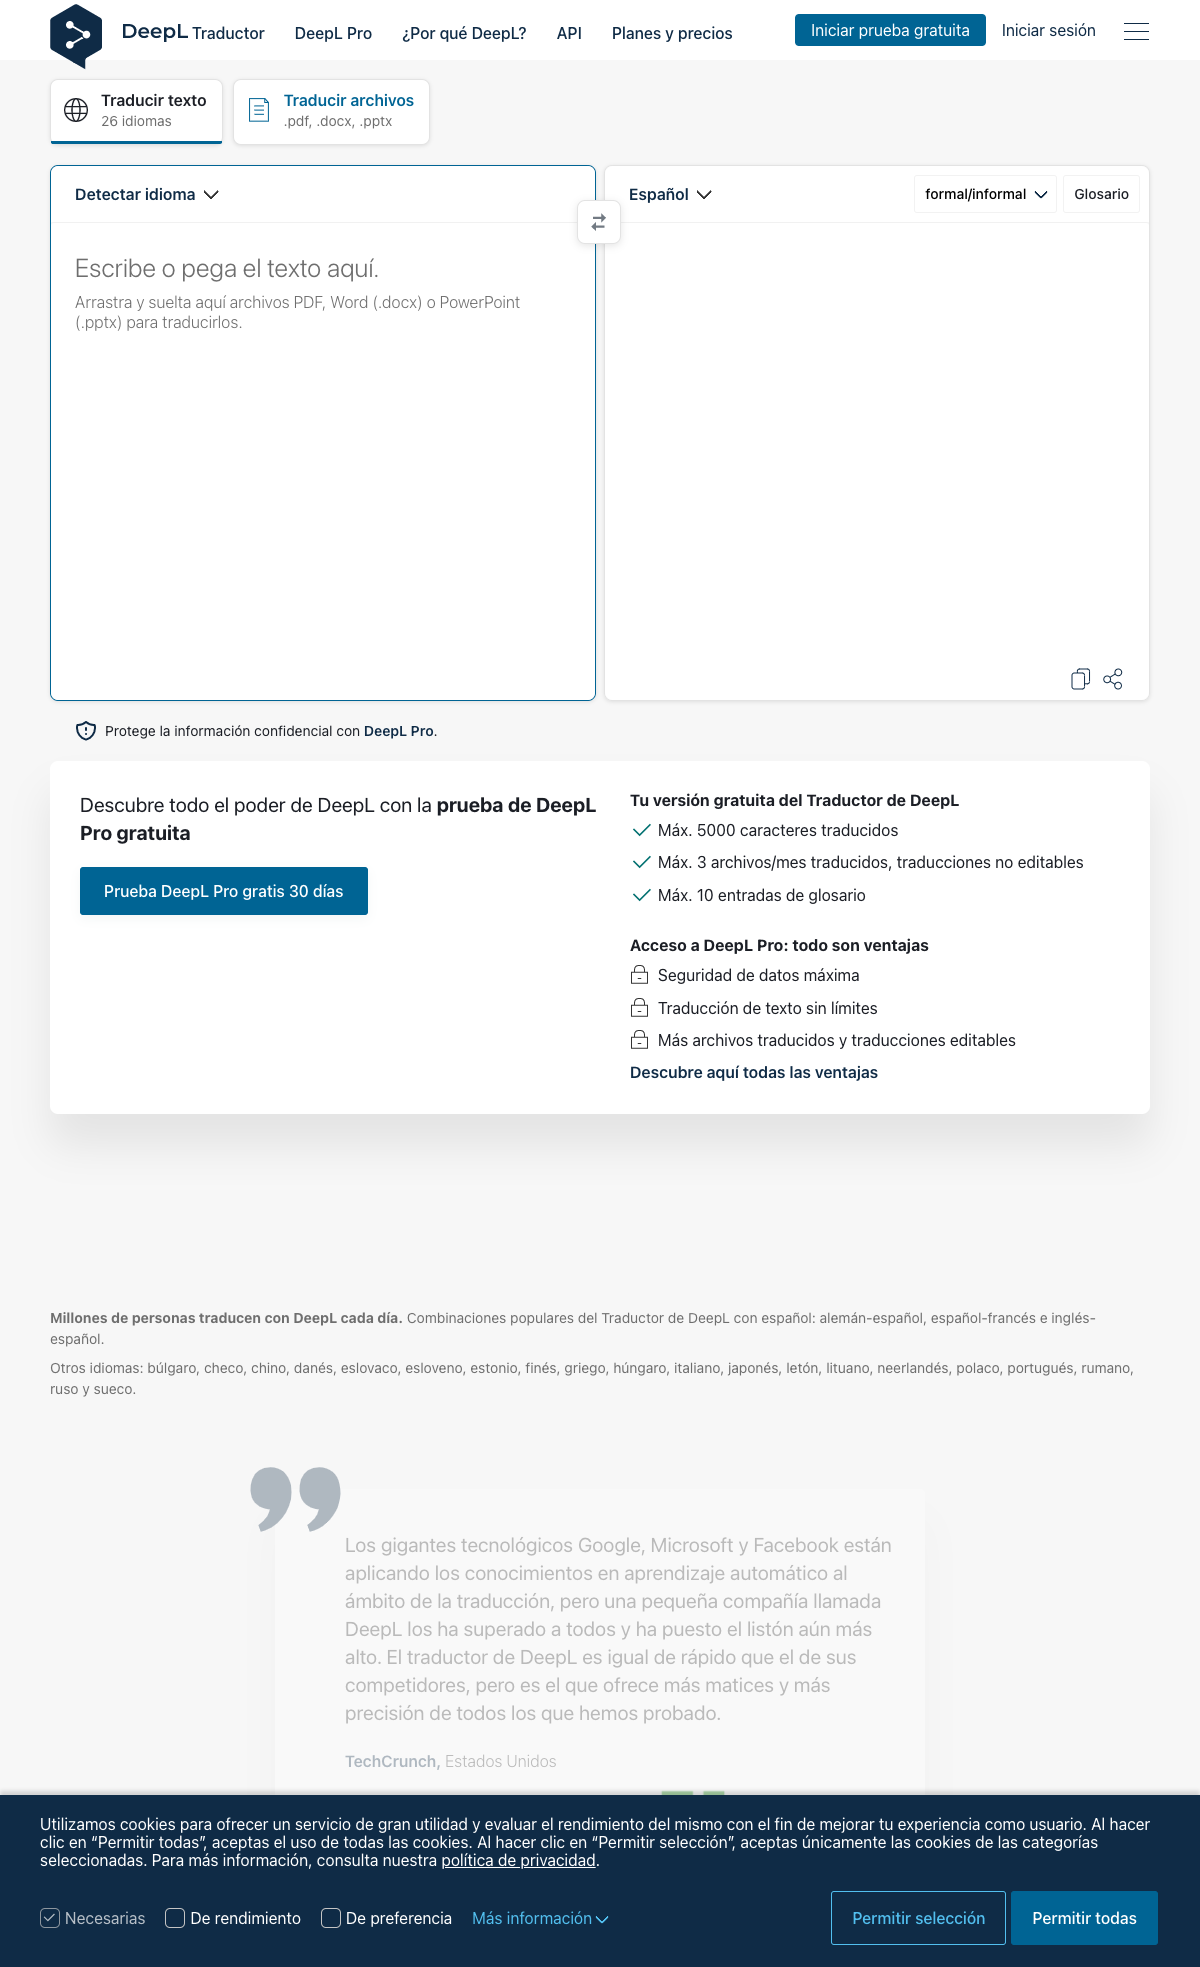 DeepL Traductor
DeepL Pro
¿Por qué DeepL?
API
Planes y precios
Iniciar prueba gratuita
Iniciar sesión
Traducir texto
26 idiomas
Traducir archivos
.pdf, .docx, .pptx
Detectar idioma
Español
formal/informal
Glosario
Escribe o pega el texto aquí.
Arrastra y suelta aquí archivos PDF, Word (.docx) o PowerPoint
(.pptx) para traducirlos.
Protege la información confidencial con DeepL Pro.
Descubre todo el poder de DeepL con la prueba de DeepL
Pro gratuita
Prueba DeepL Pro gratis 30 días
Tu versión gratuita del Traductor de DeepL
Máx. 5000 caracteres traducidos
Máx. 3 archivos/mes traducidos, traducciones no editables
Máx. 10 entradas de glosario
Acceso a DeepL Pro: todo son ventajas
Seguridad de datos máxima
Traducción de texto sin límites
Más archivos traducidos y traducciones editables
Descubre aquí todas las ventajas
Millones de personas traducen con DeepL cada día. Combinaciones populares del Traductor de DeepL con español: alemán-español, español-francés e inglés-
español.
Otros idiomas: búlgaro, checo, chino, danés, eslovaco, esloveno, estonio, finés, griego, húngaro, italiano, japonés, letón, lituano, neerlandés, polaco, portugués, rumano,
ruso y sueco.
Los gigantes tecnológicos Google, Microsoft y Facebook están
aplicando los conocimientos en aprendizaje automático al
ámbito de la traducción, pero una pequeña compañía llamada
DeepL los ha superado a todos y ha puesto el listón aún más
alto. El traductor de DeepL es igual de rápido que el de sus
competidores, pero es el que ofrece más matices y más
precisión de todos los que hemos probado.
TechCrunch, Estados Unidos
Utilizamos cookies para ofrecer un servicio de gran utilidad y evaluar el rendimiento del mismo con el fin de mejorar tu experiencia como usuario. Al hacer
clic en “Permitir todas”, aceptas el uso de todas las cookies. Al hacer clic en “Permitir selección”, aceptas únicamente las cookies de las categorías
seleccionadas. Para más información, consulta nuestra política de privacidad.
Necesarias
De rendimiento
De preferencia
Más información
Permitir selección
Permitir todas